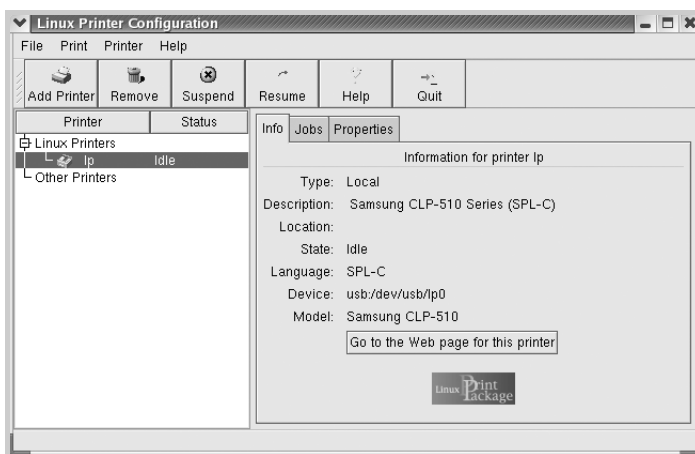 Linux Printer Configuration
File Print Printer Help
Add Printer Remove Suspend Resume Help Quit
Printer Status
Linux Printers
lp Idle
Other Printers
Info Jobs Properties
Information for printer lp
Type: Local
Description: Samsung CLP-510 Series (SPL-C)
Location:
State: Idle
Language: SPL-C
Device: usb:/dev/usb/lp0
Model: Samsung CLP-510
Go to the Web page for this printer
Linux Print Package